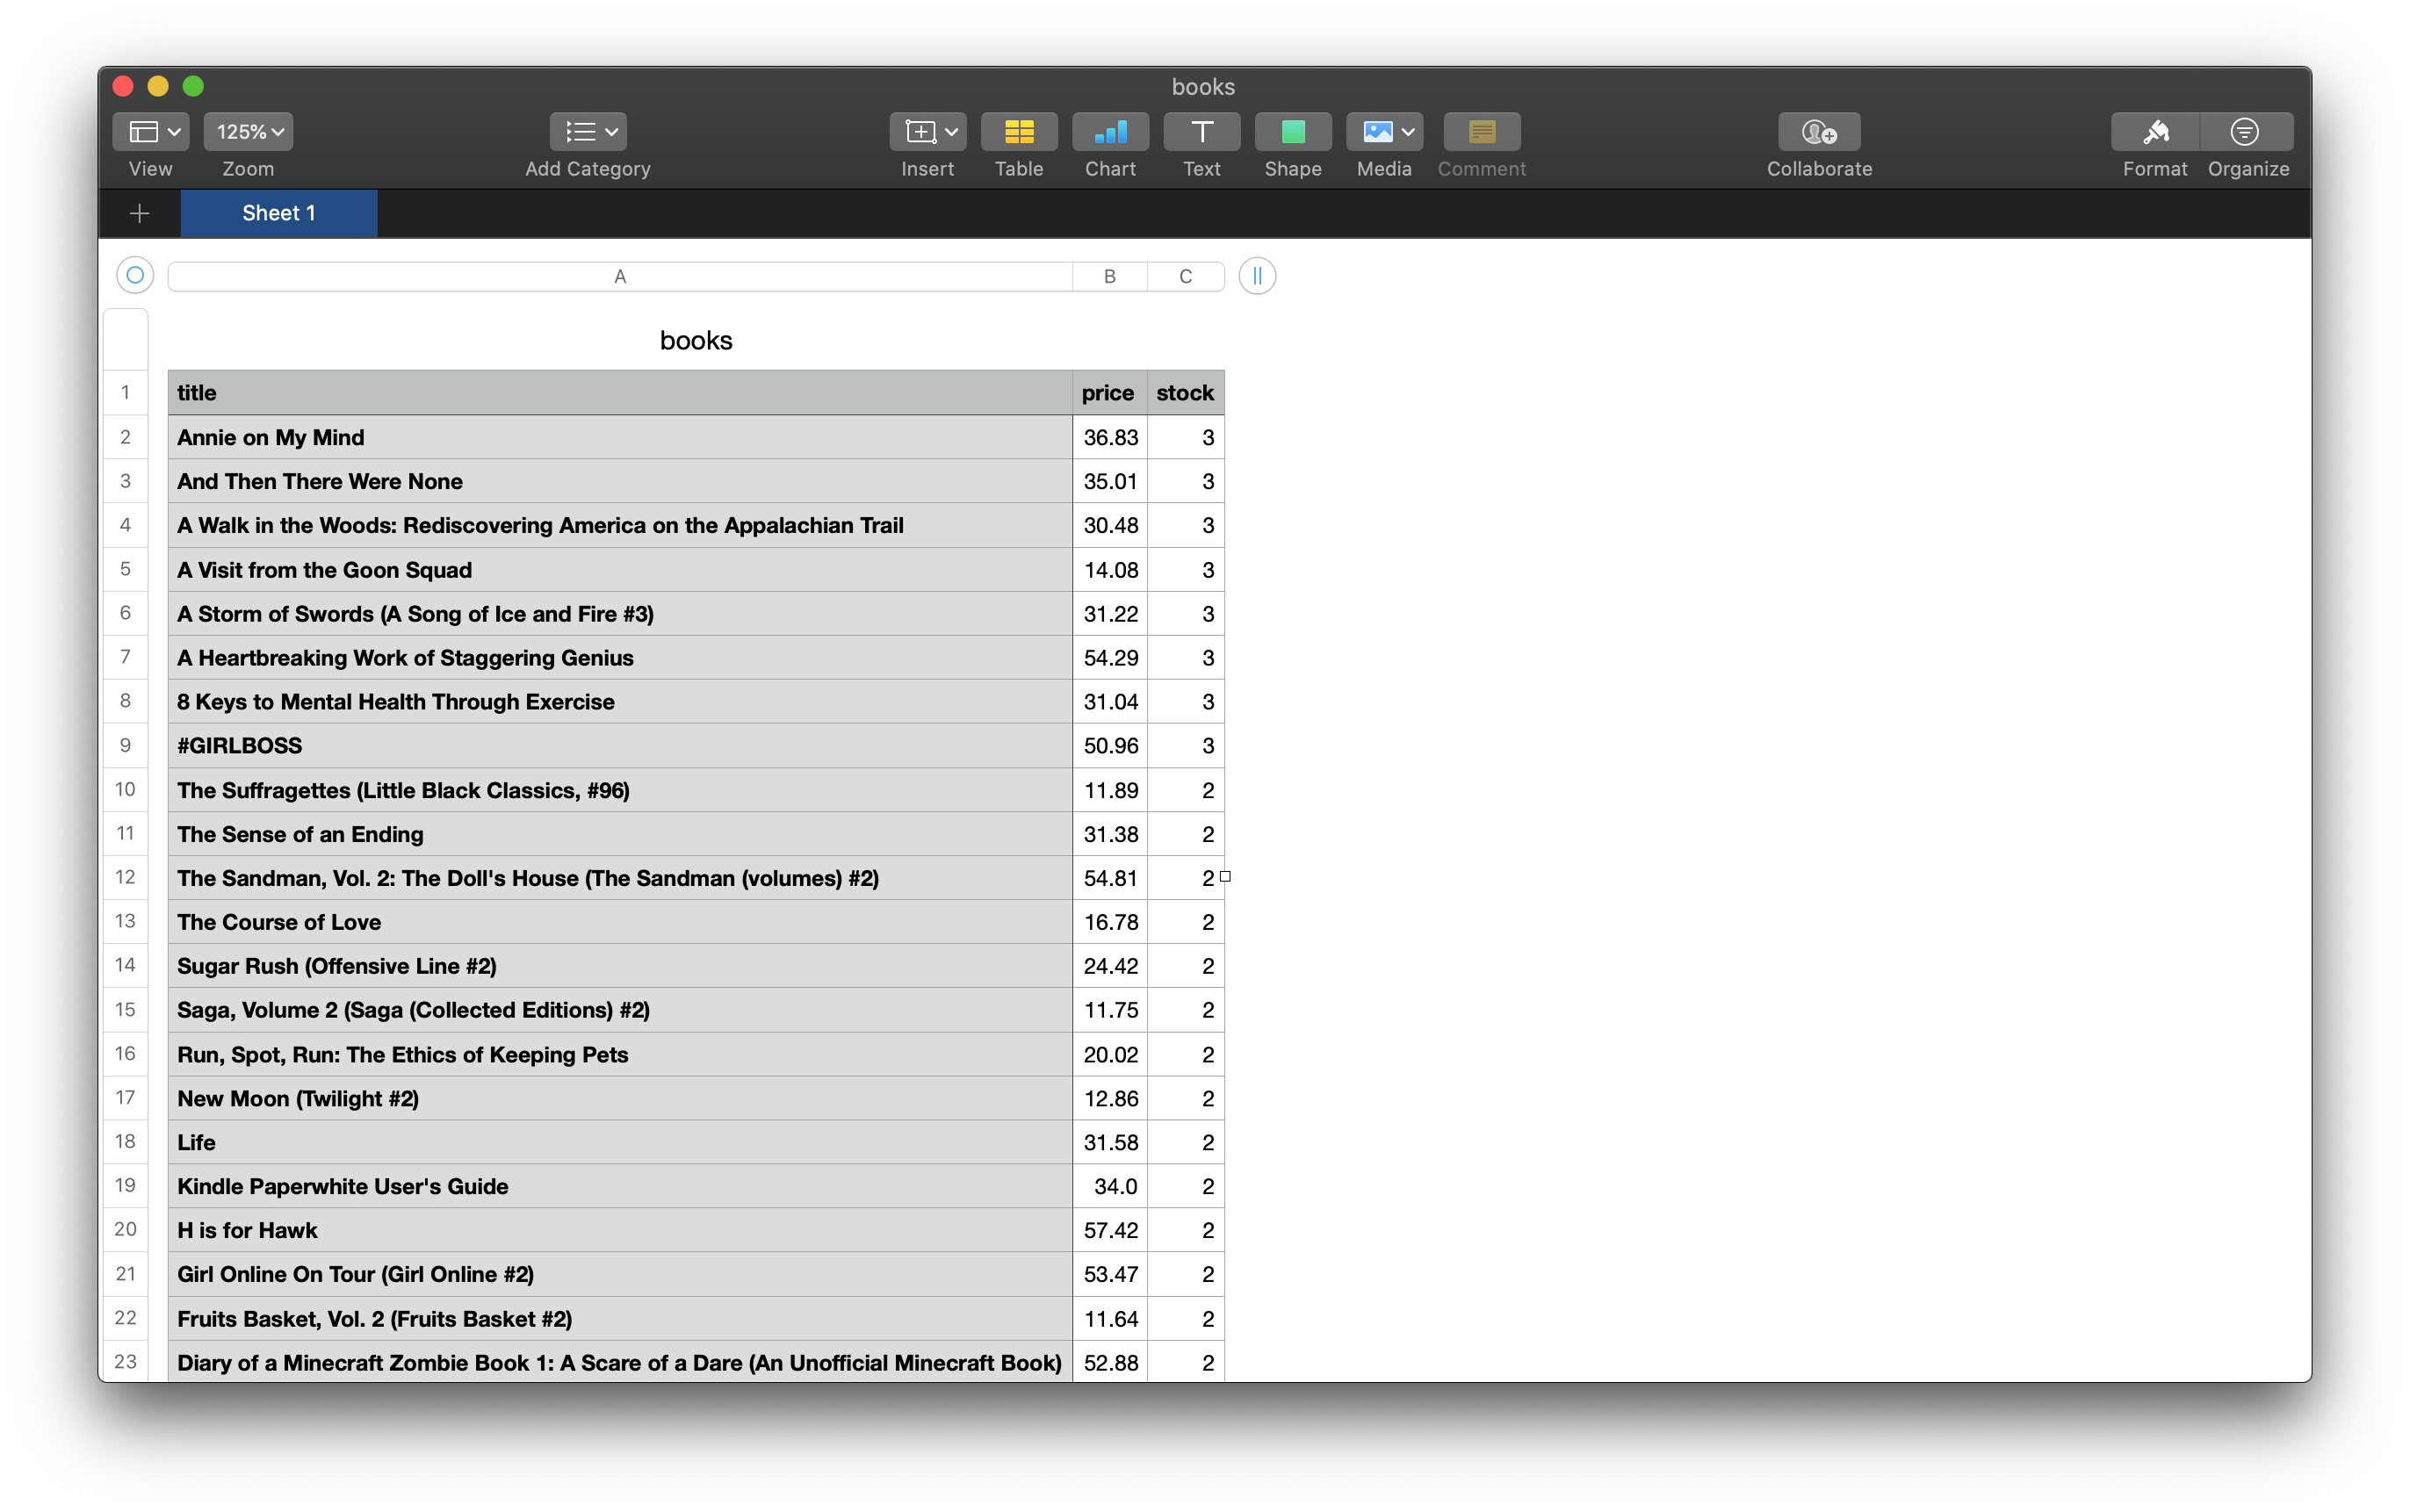 books
125%
View Zoom Add Category Insert Table Chart Text Shape Media Comment Collaborate Format Organize
Sheet 1
A B C
books
1 title price stock
2 Annie on My Mind 36.83 3
3 And Then There Were None 35.01 3
4 A Walk in the Woods: Rediscovering America on the Appalachian Trail 30.48 3
5 A Visit from the Goon Squad 14.08 3
6 A Storm of Swords (A Song of Ice and Fire #3) 31.22 3
7 A Heartbreaking Work of Staggering Genius 54.29 3
8 8 Keys to Mental Health Through Exercise 31.04 3
9 #GIRLBOSS 50.96 3
10 The Suffragettes (Little Black Classics, #96) 11.89 2
11 The Sense of an Ending 31.38 2
12 The Sandman, Vol. 2: The Doll's House (The Sandman (volumes) #2) 54.81 2
13 The Course of Love 16.78 2
14 Sugar Rush (Offensive Line #2) 24.42 2
15 Saga, Volume 2 (Saga (Collected Editions) #2) 11.75 2
16 Run, Spot, Run: The Ethics of Keeping Pets 20.02 2
17 New Moon (Twilight #2) 12.86 2
18 Life 31.58 2
19 Kindle Paperwhite User's Guide 34.0 2
20 H is for Hawk 57.42 2
21 Girl Online On Tour (Girl Online #2) 53.47 2
22 Fruits Basket, Vol. 2 (Fruits Basket #2) 11.64 2
23 Diary of a Minecraft Zombie Book 1: A Scare of a Dare (An Unofficial Minecraft Book) 52.88 2